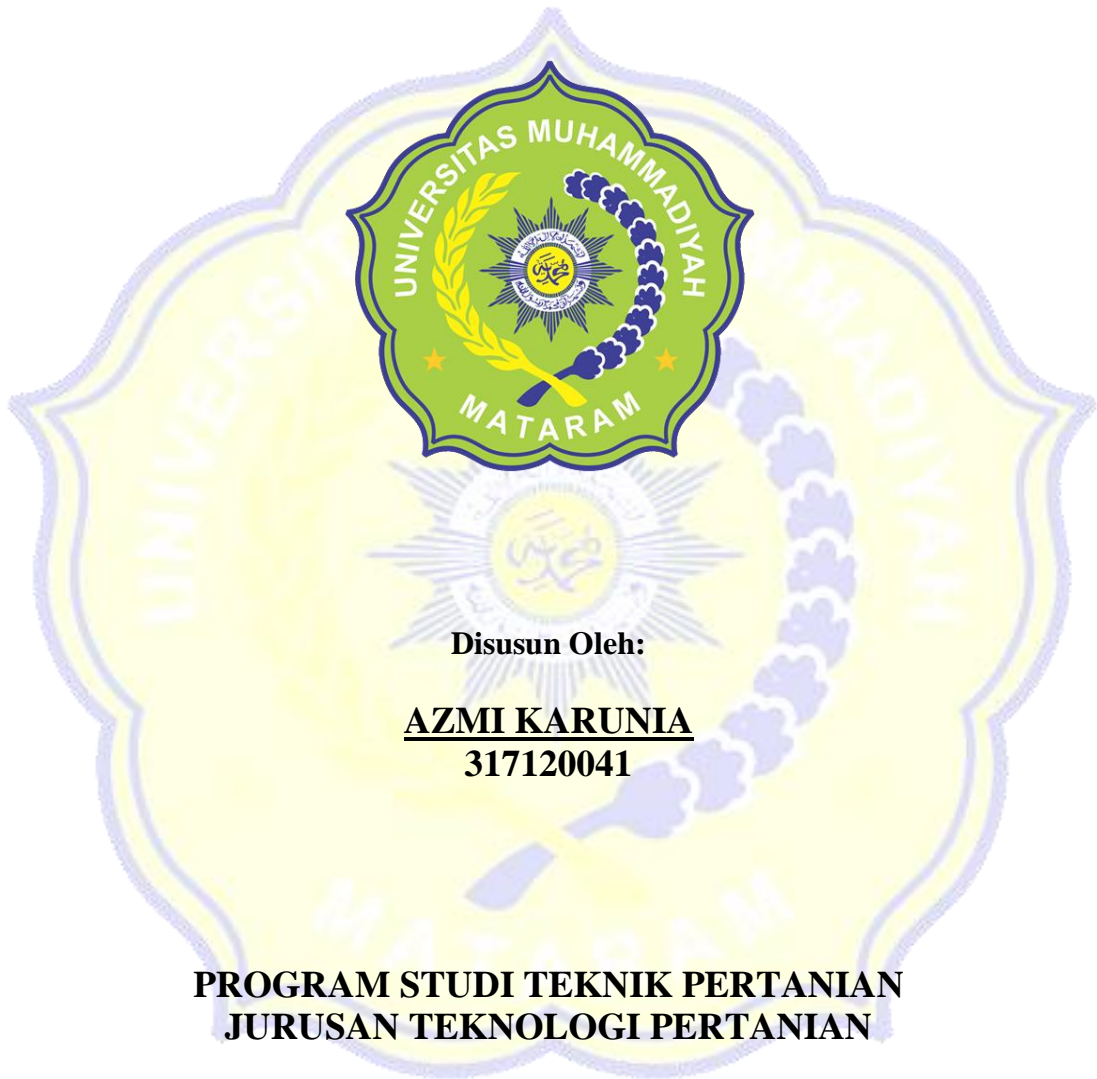 UNIVERSITAS MUHAMMADIYAH
MATARAM
Disusun Oleh:
AZMI KARUNIA
317120041
PROGRAM STUDI TEKNIK PERTANIAN
JURUSAN TEKNOLOGI PERTANIAN